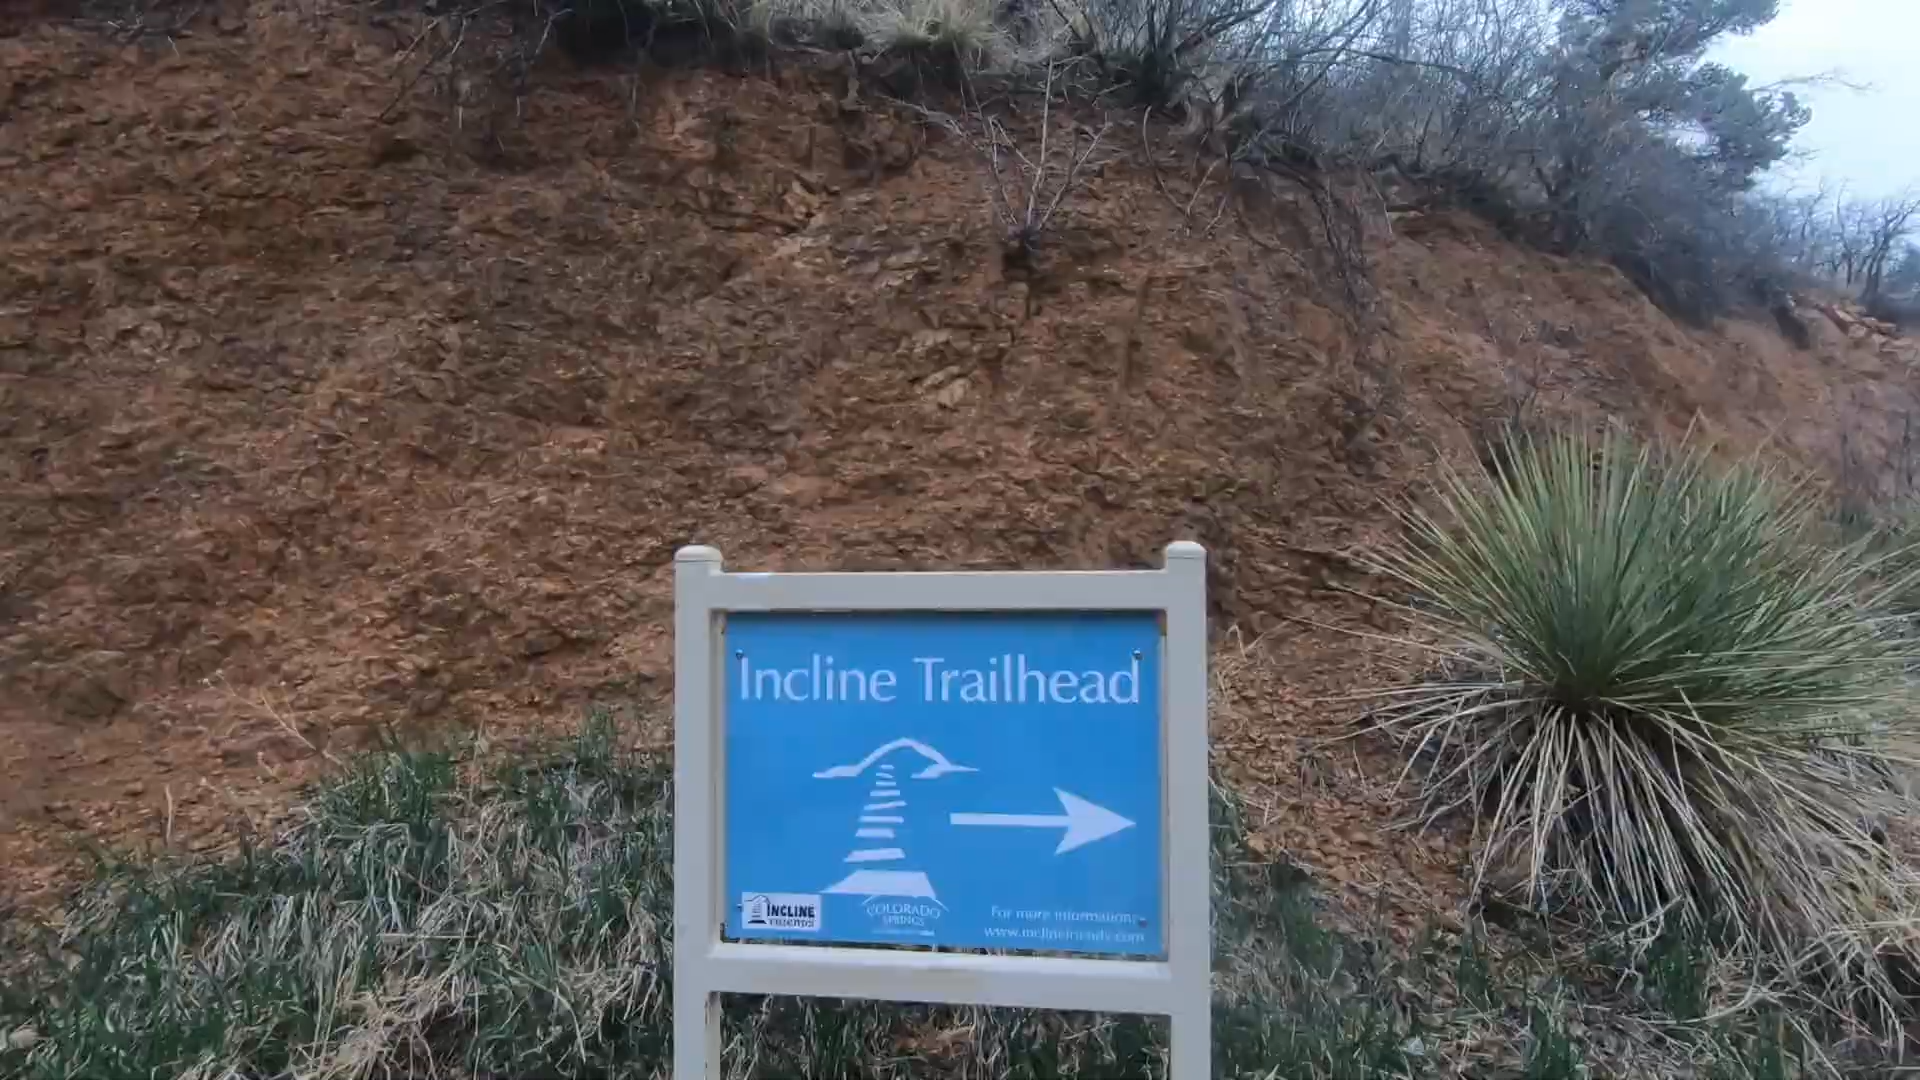 Incline Trailhead
INCLINE
FRIENDS
COLORADO
SPRINGS
For more information:
www.inclinefriends.com